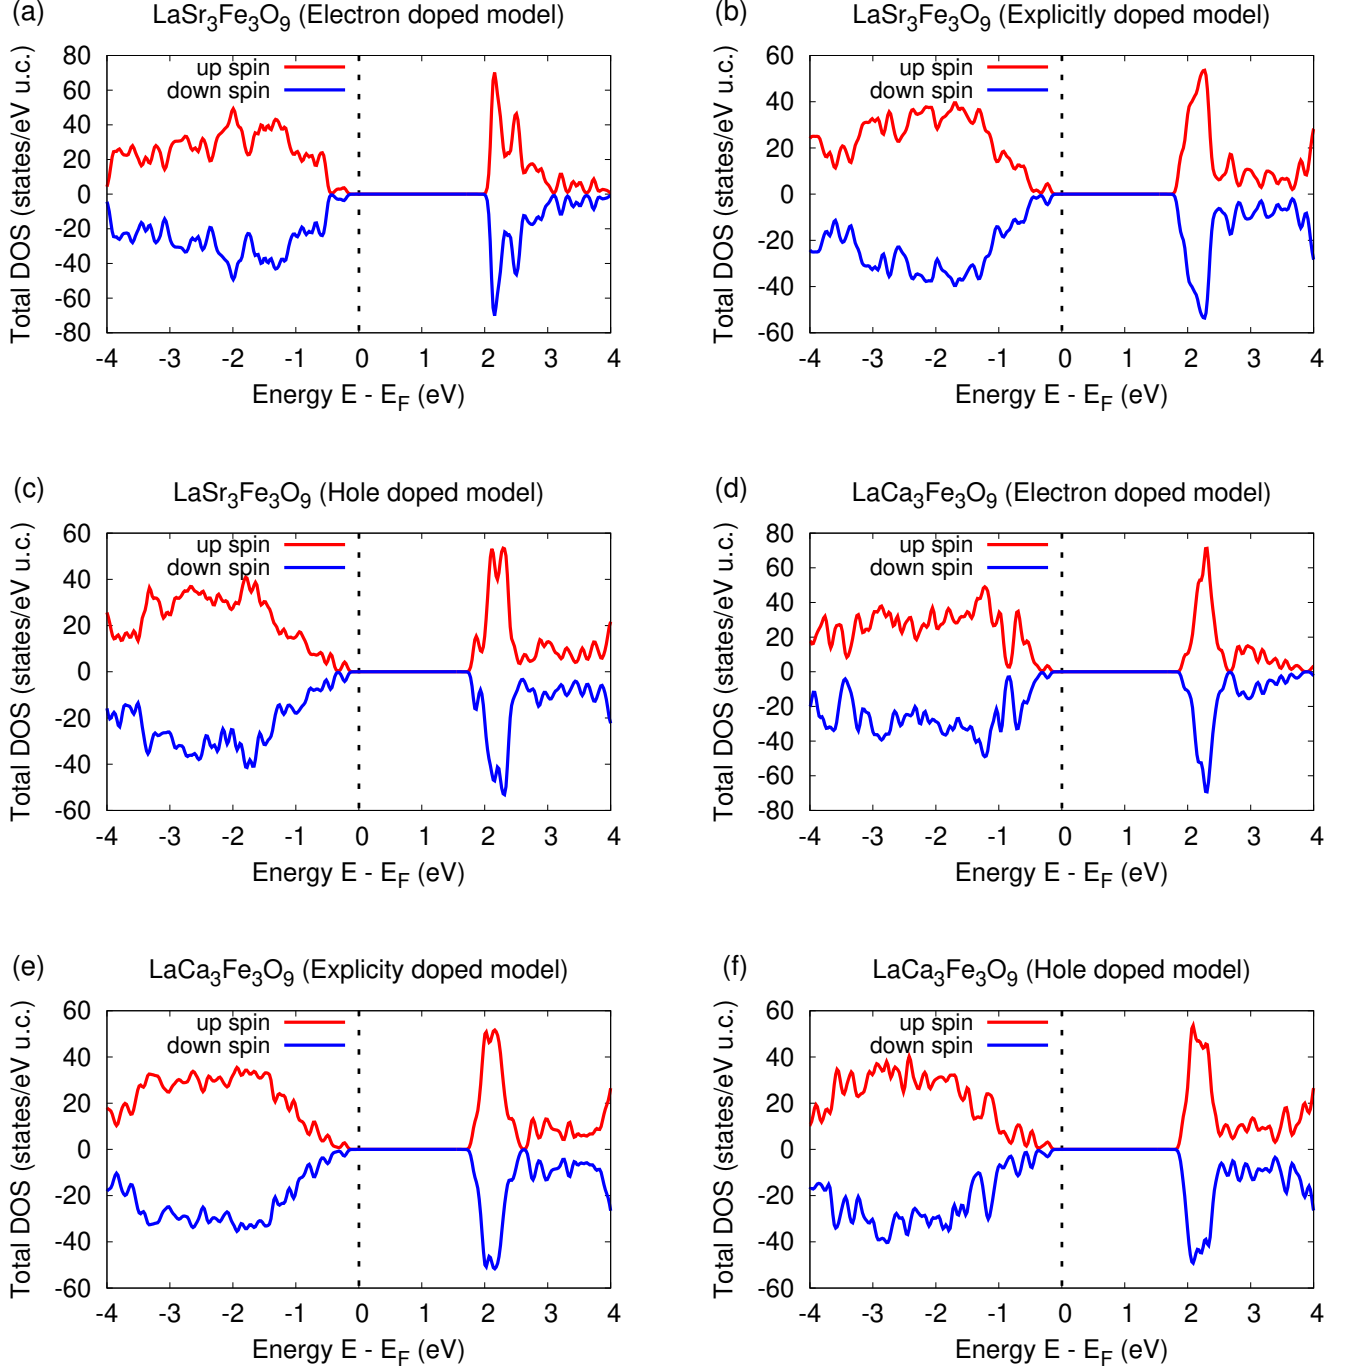 (a) LaSr3Fe3O9 (Electron doped model)
Total DOS (states/eV u.c.)
80
60
40
20
0
-20
-40
-60
-80
up spin
down spin
-4 -3 -2 -1 0 1 2 3 4
Energy E - EF (eV)
(b) LaSr3Fe3O9 (Explicitly doped model)
Total DOS (states/eV u.c.)
60
40
20
0
-20
-40
-60
up spin
down spin
-4 -3 -2 -1 0 1 2 3 4
Energy E - EF (eV)
(c) LaSr3Fe3O9 (Hole doped model)
Total DOS (states/eV u.c.)
60
40
20
0
-20
-40
-60
up spin
down spin
-4 -3 -2 -1 0 1 2 3 4
Energy E - EF (eV)
(d) LaCa3Fe3O9 (Electron doped model)
Total DOS (states/eV u.c.)
80
60
40
20
0
-20
-40
-60
-80
up spin
down spin
-4 -3 -2 -1 0 1 2 3 4
Energy E - EF (eV)
(e) LaCa3Fe3O9 (Explicity doped model)
Total DOS (states/eV u.c.)
60
40
20
0
-20
-40
-60
up spin
down spin
-4 -3 -2 -1 0 1 2 3 4
Energy E - EF (eV)
(f) LaCa3Fe3O9 (Hole doped model)
Total DOS (states/eV u.c.)
60
40
20
0
-20
-40
-60
up spin
down spin
-4 -3 -2 -1 0 1 2 3 4
Energy E - EF (eV)